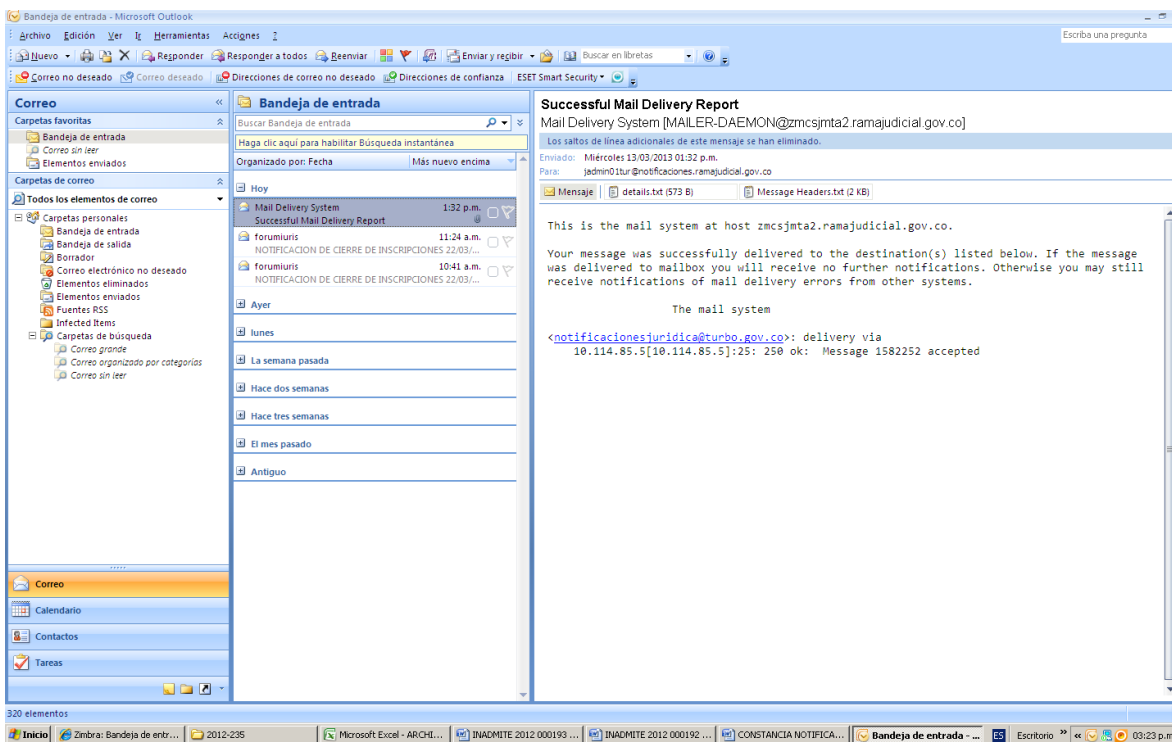 Bandeja de entrada - Microsoft Outlook
Archivo Edición Ver Ir Herramientas Acciones ?
Escriba una pregunta
Nuevo Responder Responder a todos Reenviar Enviar y recibir Buscar en libretas
Correo no deseado Correo deseado Direcciones de correo no deseado Direcciones de confianza ESET Smart Security
Correo
Carpetas favoritas
Bandeja de entrada
Correo sin leer
Elementos enviados
Carpetas de correo
Todos los elementos de correo
Carpetas personales
Bandeja de entrada
Bandeja de salida
Borrador
Correo electrónico no deseado
Elementos eliminados
Elementos enviados
Fuentes RSS
Infected Items
Carpetas de búsqueda
Correo grande
Correo organizado por categorías
Correo sin leer
Correo
Calendario
Contactos
Tareas
Bandeja de entrada
Buscar Bandeja de entrada
Haga clic aquí para habilitar Búsqueda instantánea
Organizado por: Fecha Más nuevo encima
Hoy
Mail Delivery System 1:32 p.m.
Successful Mail Delivery Report
forumiuris 11:24 a.m.
NOTIFICACION DE CIERRE DE INSCRIPCIONES 22/03/...
forumiuris 10:41 a.m.
NOTIFICACION DE CIERRE DE INSCRIPCIONES 22/03/...
Ayer
lunes
La semana pasada
Hace dos semanas
Hace tres semanas
El mes pasado
Antiguo
Successful Mail Delivery Report
Mail Delivery System [MAILER-DAEMON@zmcsjmta2.ramajudicial.gov.co]
Los saltos de línea adicionales de este mensaje se han eliminado.
Enviado: Miércoles 13/03/2013 01:32 p.m.
Para: jadmin01tur@notificaciones.ramajudicial.gov.co
Mensaje details.txt (573 B) Message Headers.txt (2 KB)
This is the mail system at host zmcsjmta2.ramajudicial.gov.co.
Your message was successfully delivered to the destination(s) listed below. If the message
was delivered to mailbox you will receive no further notifications. Otherwise you may still
receive notifications of mail delivery errors from other systems.
The mail system
<notificacionesjuridica@turbo.gov.co>: delivery via
10.114.85.5[10.114.85.5]:25: 250 ok: Message 1582252 accepted
320 elementos
Inicio Zimbra: Bandeja de entr... 2012-235 Microsoft Excel - ARCHI... INADMITE 2012 000193 ... INADMITE 2012 000192 ... CONSTANCIA NOTIFICA... Bandeja de entrada - ... ES Escritorio » « 03:23 p.m.